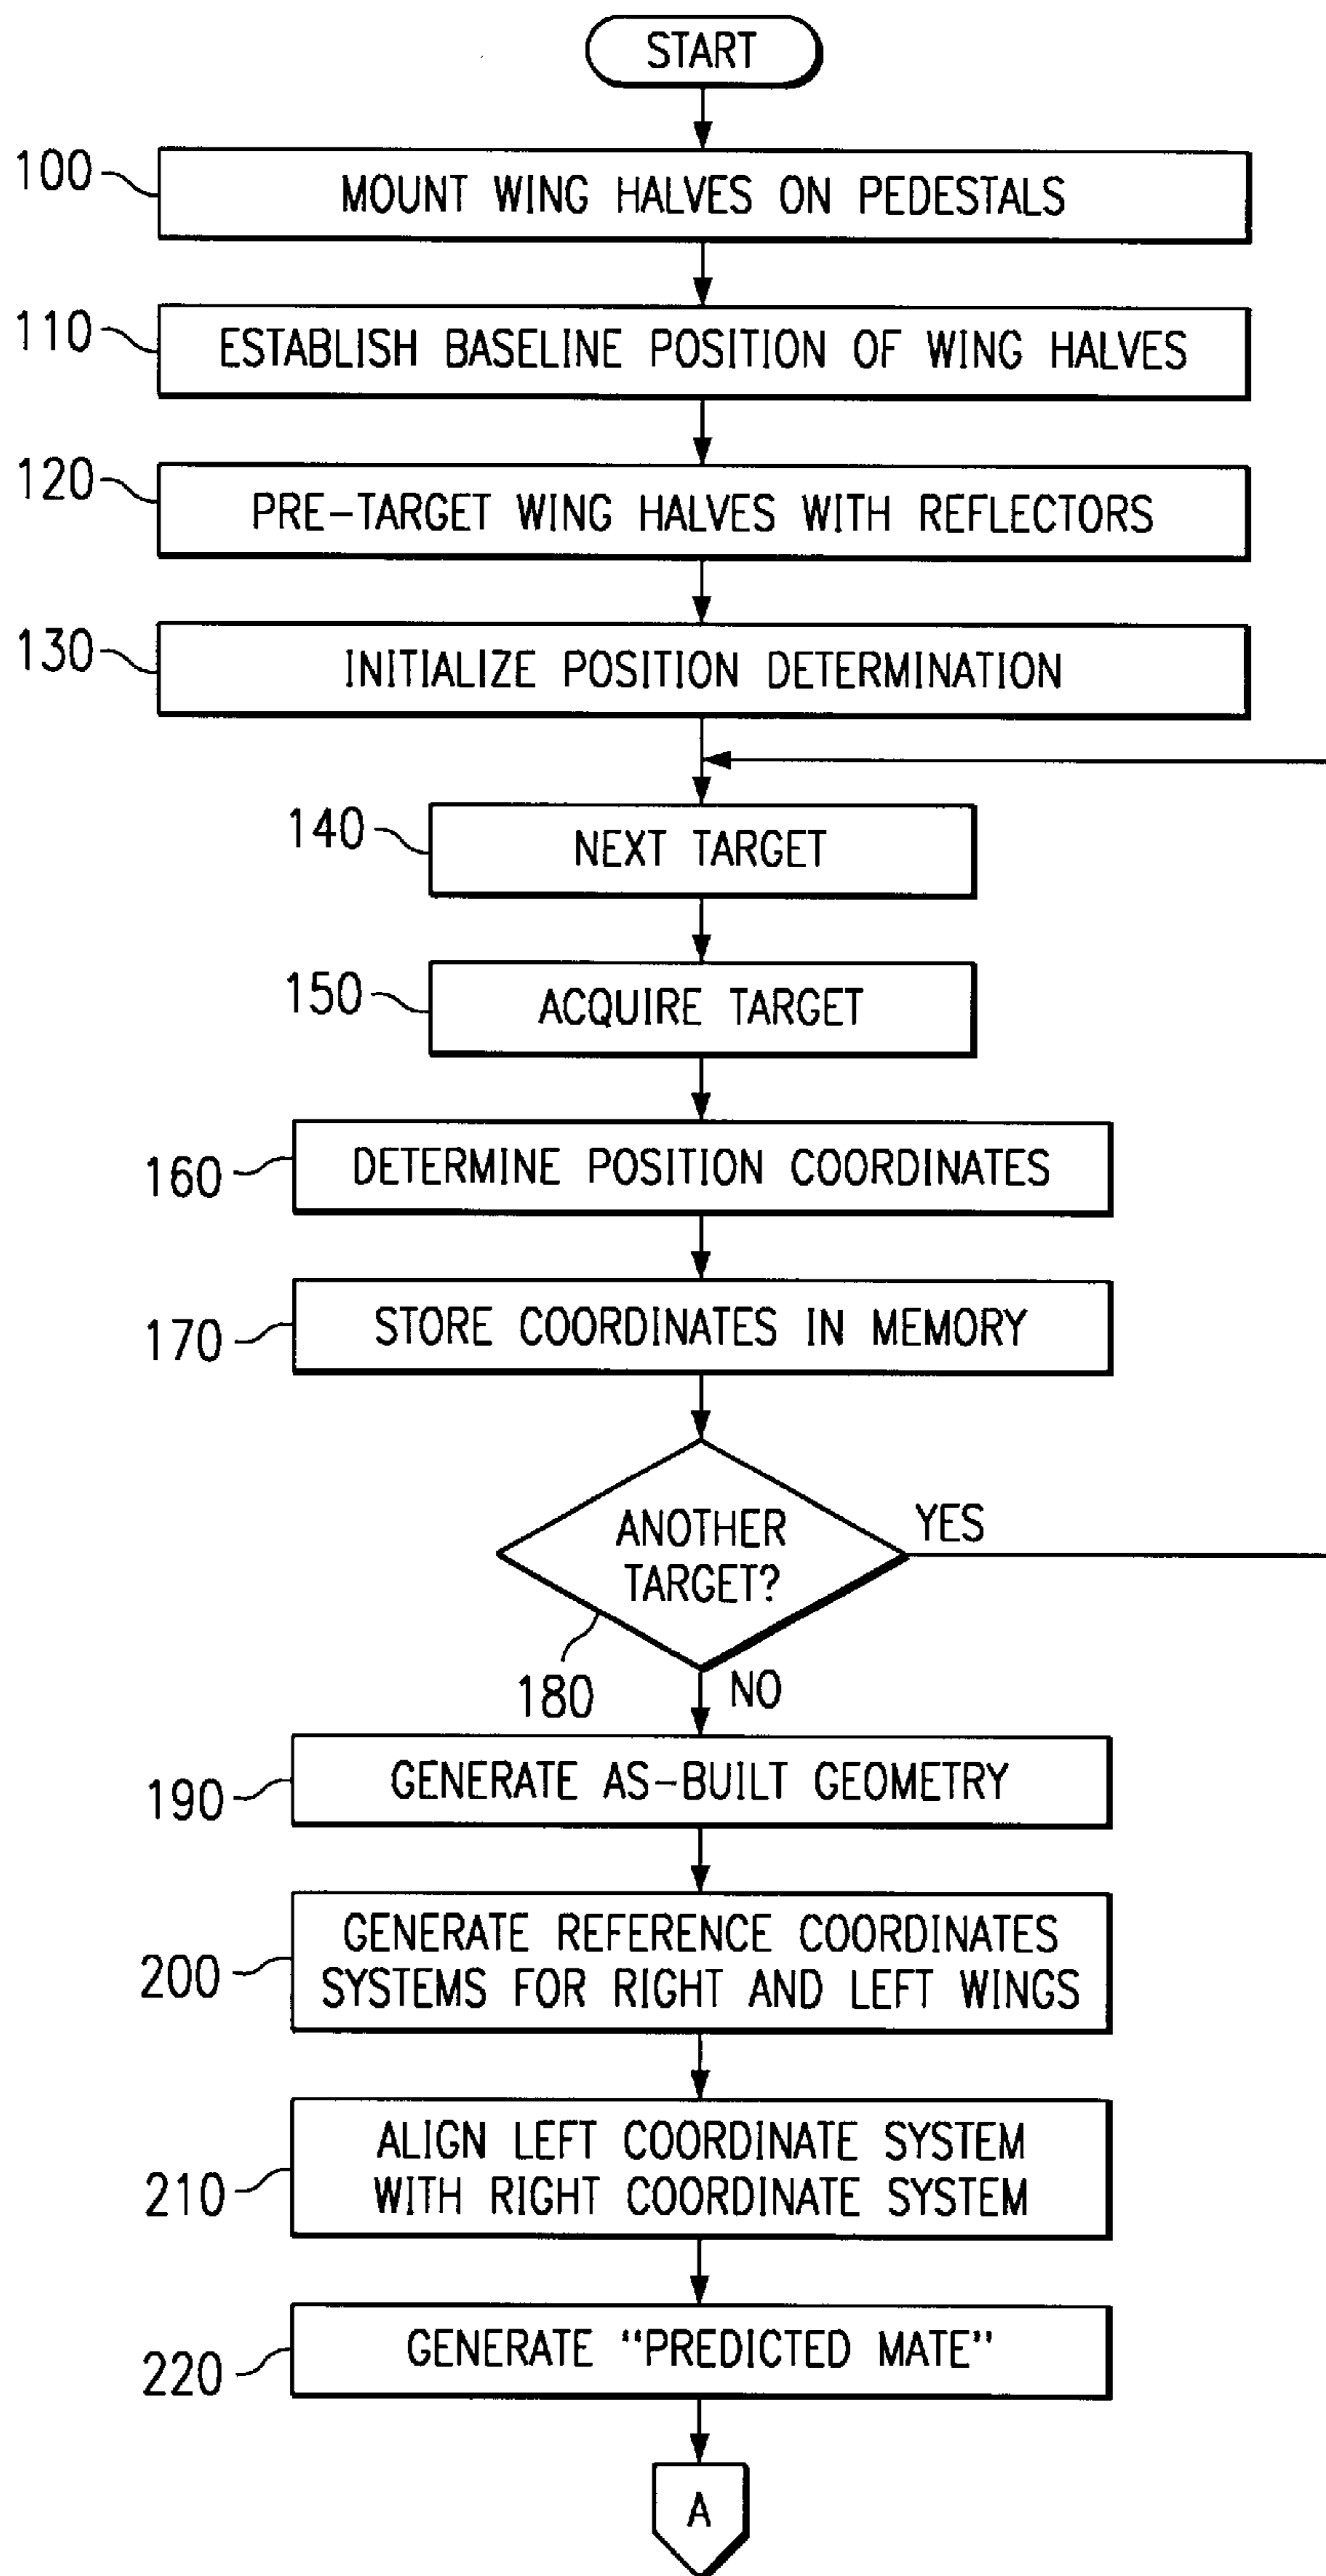 START
100
MOUNT WING HALVES ON PEDESTALS
110
ESTABLISH BASELINE POSITION OF WING HALVES
120
PRE-TARGET WING HALVES WITH REFLECTORS
130
INITIALIZE POSITION DETERMINATION
140
NEXT TARGET
150
ACQUIRE TARGET
160
DETERMINE POSITION COORDINATES
170
STORE COORDINATES IN MEMORY
ANOTHER
TARGET?
YES
180
NO
190
GENERATE AS-BUILT GEOMETRY
200
GENERATE REFERENCE COORDINATES
SYSTEMS FOR RIGHT AND LEFT WINGS
210
ALIGN LEFT COORDINATE SYSTEM
WITH RIGHT COORDINATE SYSTEM
220
GENERATE "PREDICTED MATE"
A